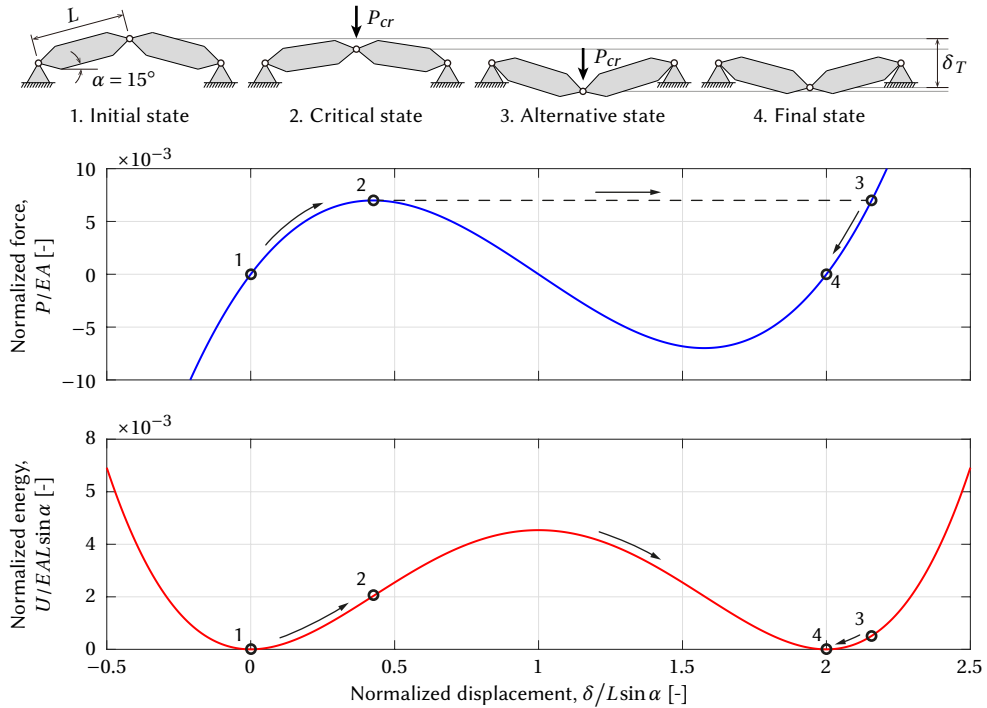 L
P_cr
P_cr
δ_T
α = 15°
1. Initial state
2. Critical state
3. Alternative state
4. Final state
×10⁻³
10
5
0
−5
−10
Normalized force,
P/EA [-]
1
2
3
4
×10⁻³
8
5
4
2
0
Normalized energy,
U/EAL sin α [-]
1
2
3
4
−0.5
0
0.5
1
1.5
2
2.5
Normalized displacement, δ/L sin α [-]